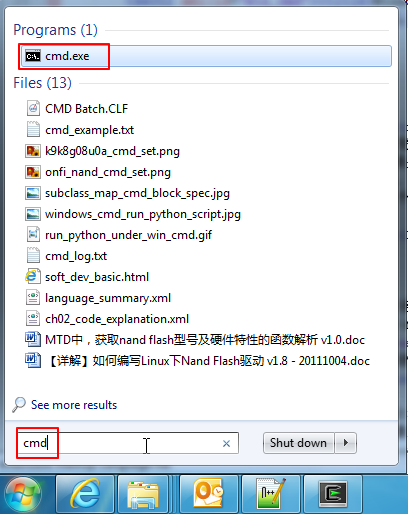 Programs (1)
cmd.exe
Files (13)
CMD Batch.CLF
cmd_example.txt
k9k8g08u0a_cmd_set.png
onfi_nand_cmd_set.png
subclass_map_cmd_block_spec.jpg
windows_cmd_run_python_script.jpg
run_python_under_win_cmd.gif
cmd_log.txt
soft_dev_basic.html
language_summary.xml
ch02_code_explanation.xml
MTD中，获取nand flash型号及硬件特性的函数解析 v1.0.doc
【详解】如何编写Linux下Nand Flash驱动 v1.8 - 20111004.doc
See more results
cmd
Shut down